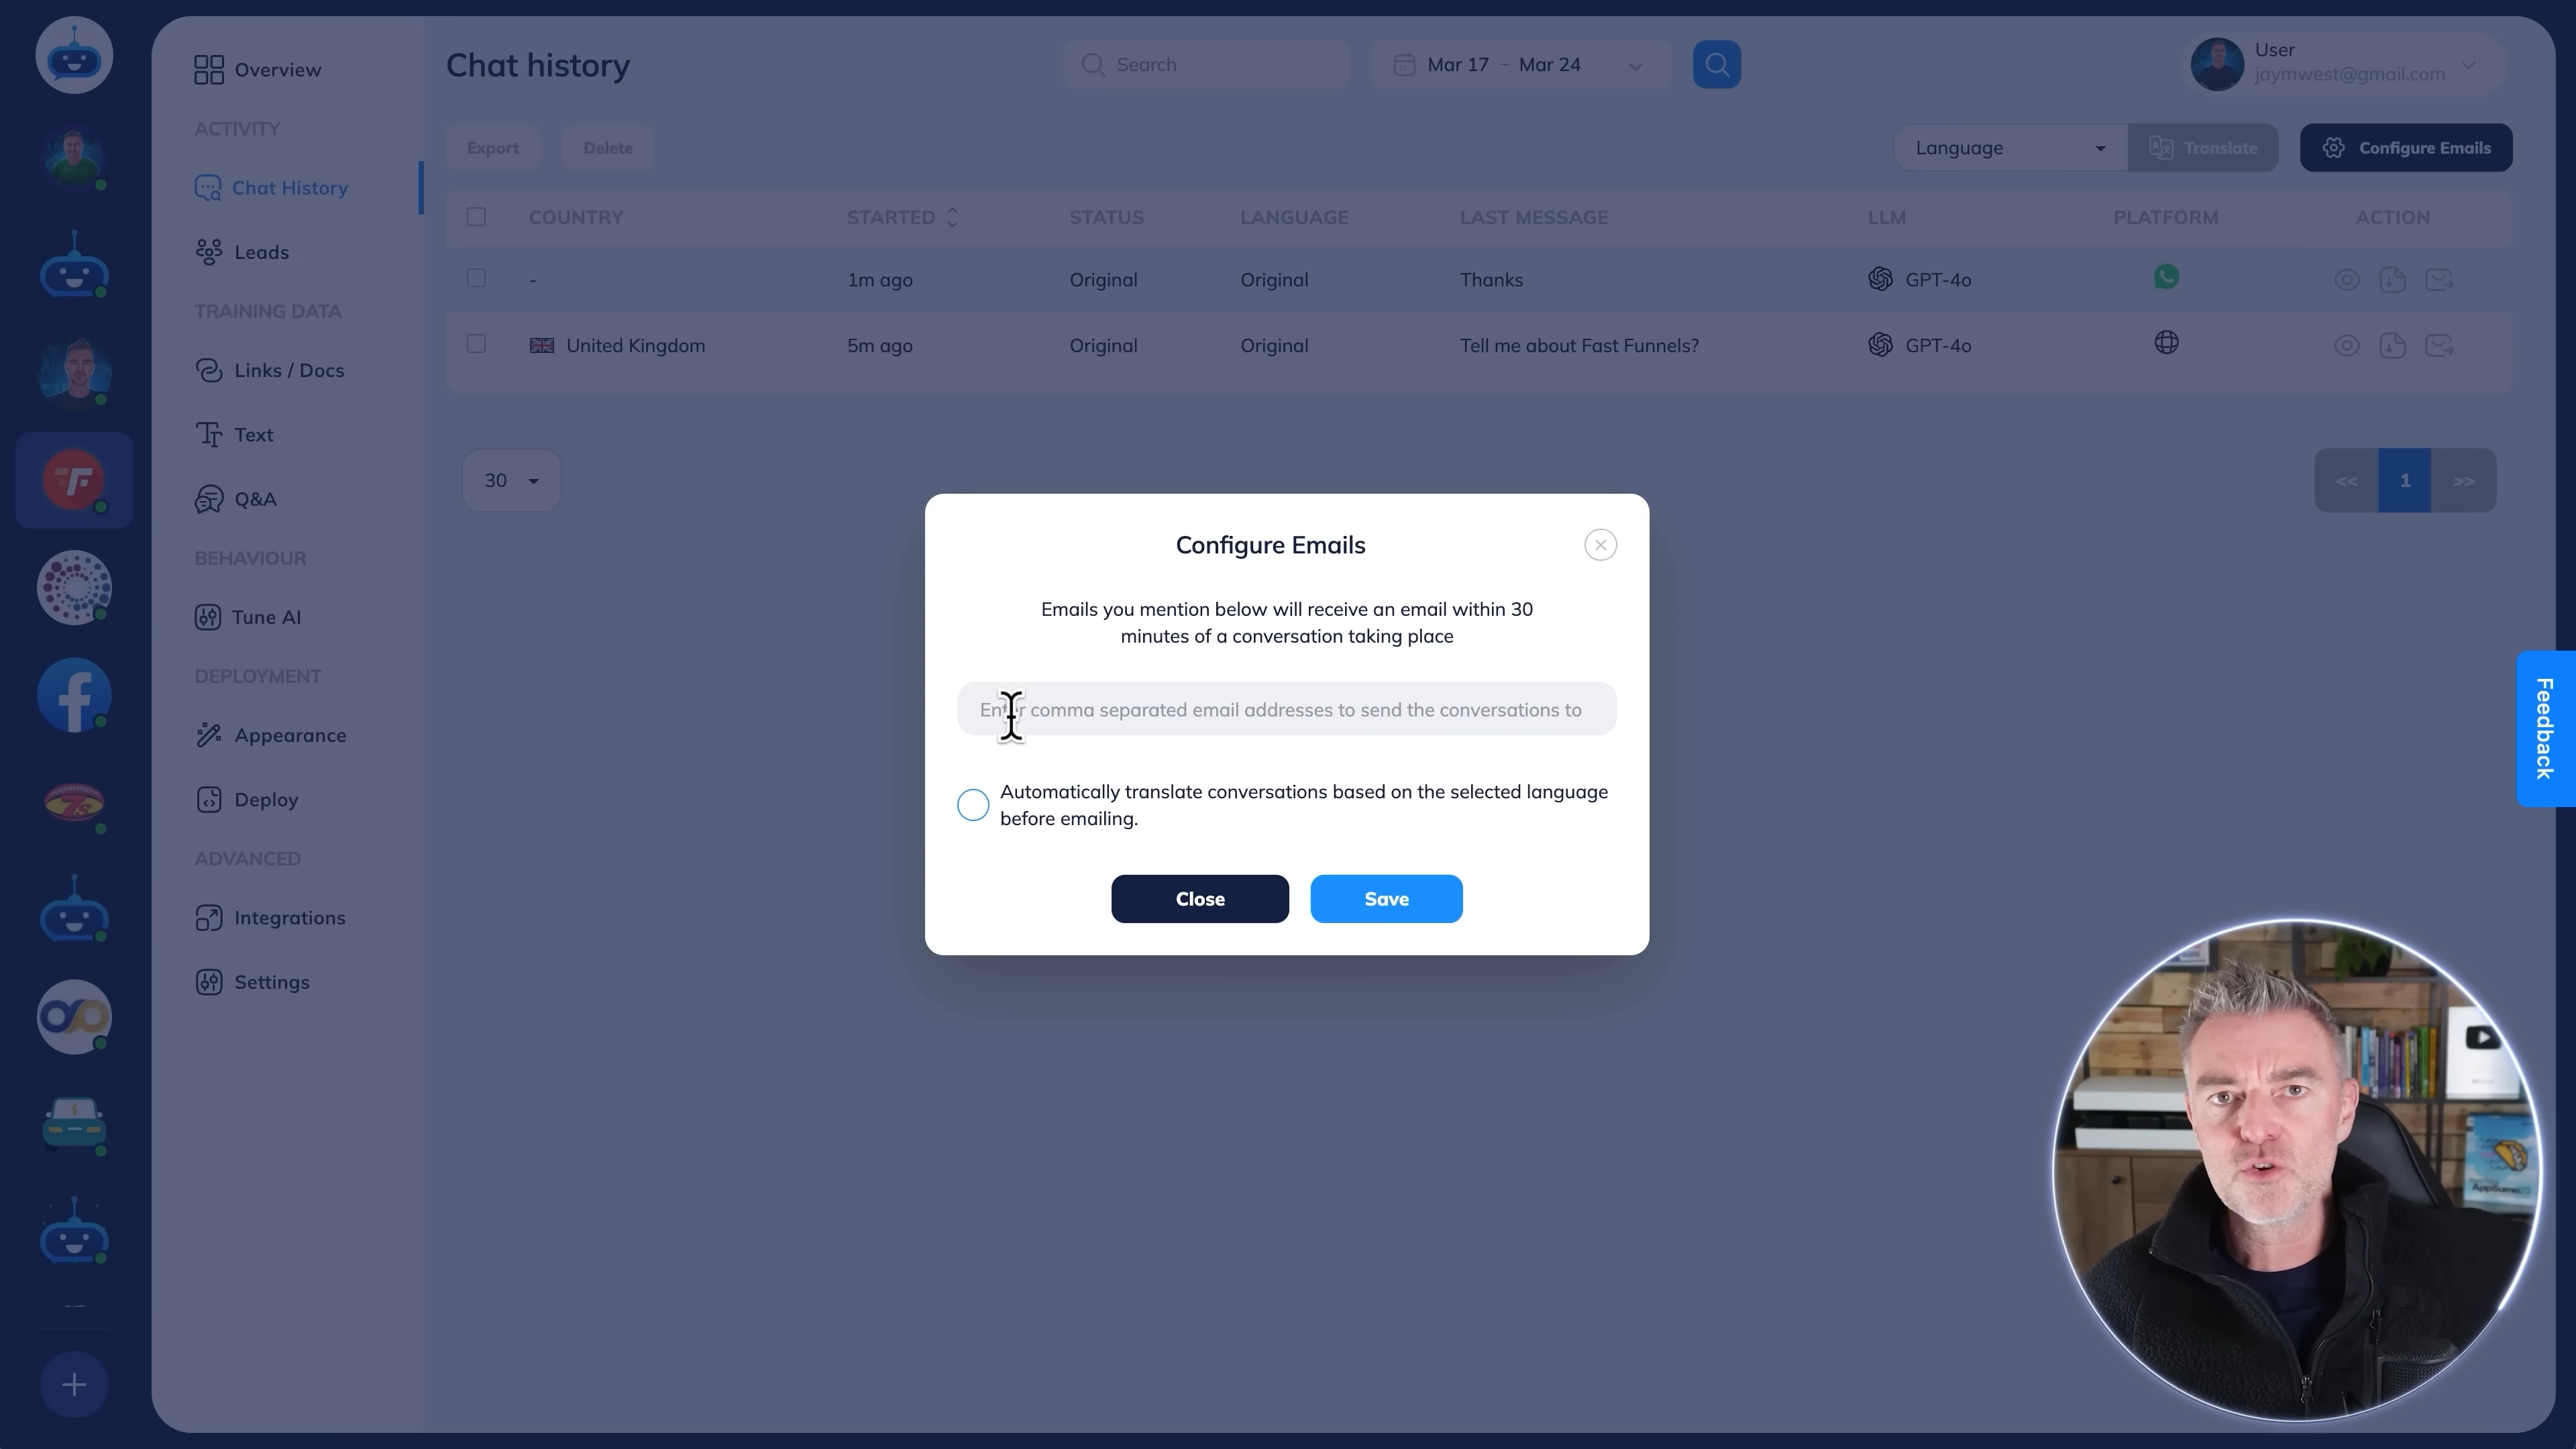 Overview
ACTIVITY
Chat History
Leads
TRAINING DATA
Links / Docs
Text
Q&A
BEHAVIOUR
Tune AI
DEPLOYMENT
Appearance
Deploy
ADVANCED
Integrations
Settings
Chat history
Search
Mar 17 - Mar 24
User
jaymwest@gmail.com
Export
Delete
Language
Translate
Configure Emails
COUNTRY STARTED STATUS LANGUAGE LAST MESSAGE LLM PLATFORM ACTION
- 1m ago Original Original Thanks GPT-4o
United Kingdom 5m ago Original Original Tell me about Fast Funnels? GPT-4o
30
<< 1 >>
Configure Emails
Emails you mention below will receive an email within 30
minutes of a conversation taking place
Enter comma separated email addresses to send the conversations to
Automatically translate conversations based on the selected language
before emailing.
Close
Save
Feedback